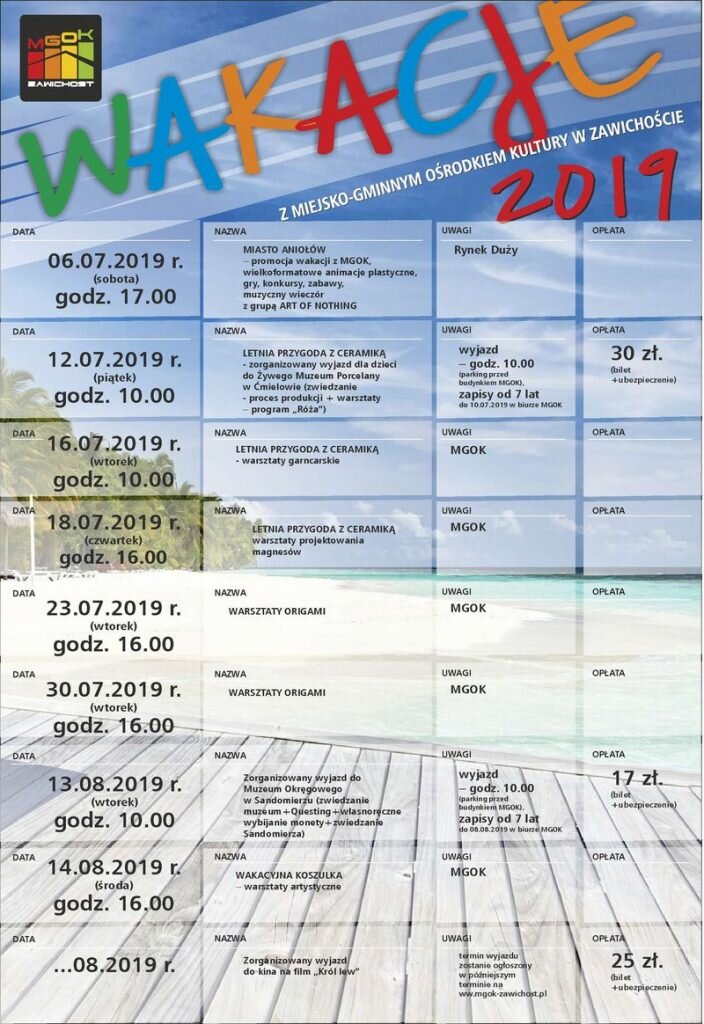 MGOK
ZAWICHOST
WAKACJE
Z MIEJSKO-GMINNYM OŚRODKIEM KULTURY W ZAWICHOŚCIE
2019
DATA
NAZWA
UWAGI
OPŁATA
06.07.2019 r.
(sobota)
godz. 17.00
MIASTO ANIOŁÓW
– promocja wakacji z MGOK,
wielkoformatowe animacje plastyczne,
gry, konkursy, zabawy,
muzyczny wieczór
z grupą ART OF NOTHING
Rynek Duży
DATA
NAZWA
UWAGI
OPŁATA
12.07.2019 r.
(piątek)
godz. 10.00
LETNIA PRZYGODA Z CERAMIKĄ
- zorganizowany wyjazd dla dzieci
do Żywego Muzeum Porcelany
w Ćmielowie (zwiedzanie
- proces produkcji + warsztaty
– program „Róża”)
wyjazd
– godz. 10.00
(parking przed
budynkiem MGOK),
zapisy od 7 lat
do 10.07.2019 w biurze MGOK
30 zł.
(bilet
+ubezpieczenie)
DATA
NAZWA
UWAGI
OPŁATA
16.07.2019 r.
(wtorek)
godz. 10.00
LETNIA PRZYGODA Z CERAMIKĄ
- warsztaty garncarskie
MGOK
DATA
NAZWA
UWAGI
OPŁATA
18.07.2019 r.
(czwartek)
godz. 16.00
LETNIA PRZYGODA Z CERAMIKĄ
warsztaty projektowania
magnesów
MGOK
DATA
NAZWA
UWAGI
OPŁATA
23.07.2019 r.
(wtorek)
godz. 16.00
WARSZTATY ORIGAMI
MGOK
DATA
NAZWA
UWAGI
OPŁATA
30.07.2019 r.
(wtorek)
godz. 16.00
WARSZTATY ORIGAMI
MGOK
DATA
NAZWA
UWAGI
OPŁATA
13.08.2019 r.
(wtorek)
godz. 10.00
Zorganizowany wyjazd do
Muzeum Okręgowego
w Sandomierzu (zwiedzanie
muzeum+Questing+własnoręczne
wybijanie monety+zwiedzanie
Sandomierza)
wyjazd
– godz. 10.00
(parking przed
budynkiem MGOK),
zapisy od 7 lat
do 08.08.2019 w biurze MGOK
17 zł.
(bilet
+ubezpieczenie)
DATA
NAZWA
UWAGI
OPŁATA
14.08.2019 r.
(środa)
godz. 16.00
WAKACYJNA KOSZULKA
– warsztaty artystyczne
MGOK
DATA
NAZWA
UWAGI
OPŁATA
...08.2019 r.
Zorganizowany wyjazd
do kina na film „Król lew”
termin wyjazdu
zostanie ogłoszony
w późniejszym
terminie na
ww.mgok-zawichost.pl
25 zł.
(bilet
+ubezpieczenie)